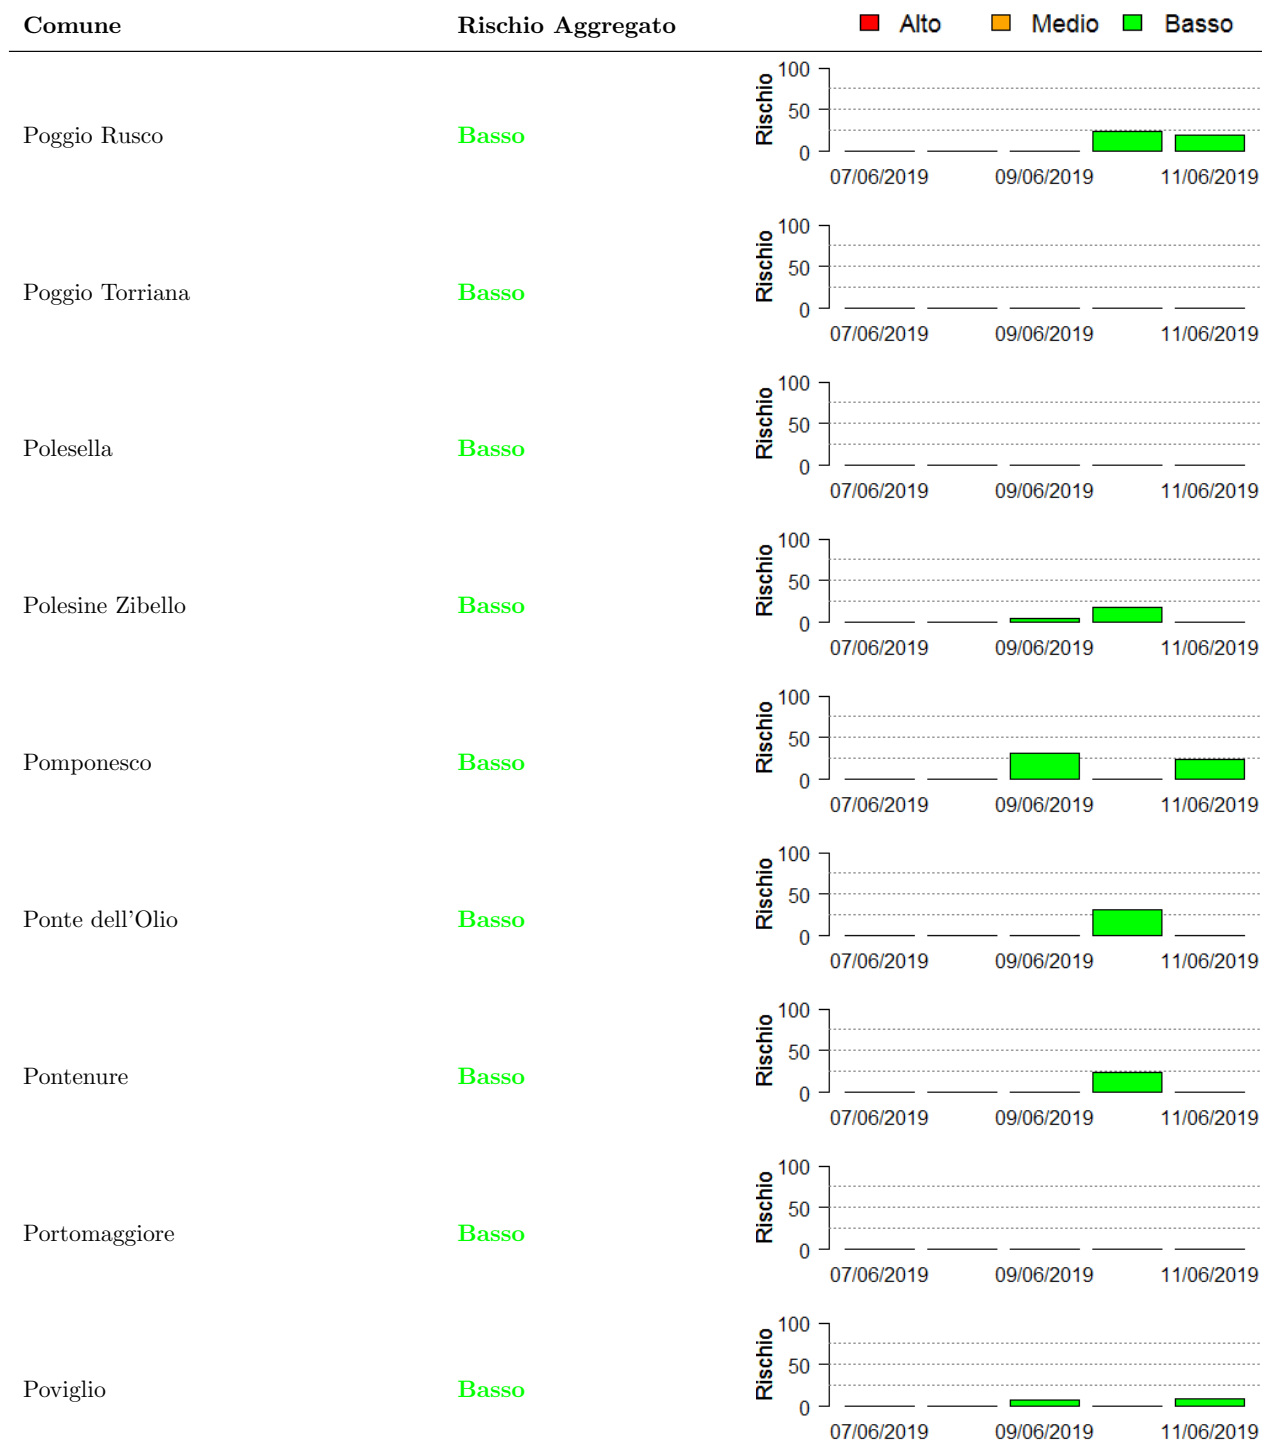 Comune Rischio Aggregato Alto Medio Basso
Poggio Rusco Basso Rischio 100 50 0
07/06/2019 09/06/2019 11/06/2019
Poggio Torriana Basso Rischio 100 50 0
07/06/2019 09/06/2019 11/06/2019
Polesella Basso Rischio 100 50 0
07/06/2019 09/06/2019 11/06/2019
Polesine Zibello Basso Rischio 100 50 0
07/06/2019 09/06/2019 11/06/2019
Pomponesco Basso Rischio 100 50 0
07/06/2019 09/06/2019 11/06/2019
Ponte dell'Olio Basso Rischio 100 50 0
07/06/2019 09/06/2019 11/06/2019
Pontenure Basso Rischio 100 50 0
07/06/2019 09/06/2019 11/06/2019
Portomaggiore Basso Rischio 100 50 0
07/06/2019 09/06/2019 11/06/2019
Poviglio Basso Rischio 100 50 0
07/06/2019 09/06/2019 11/06/2019